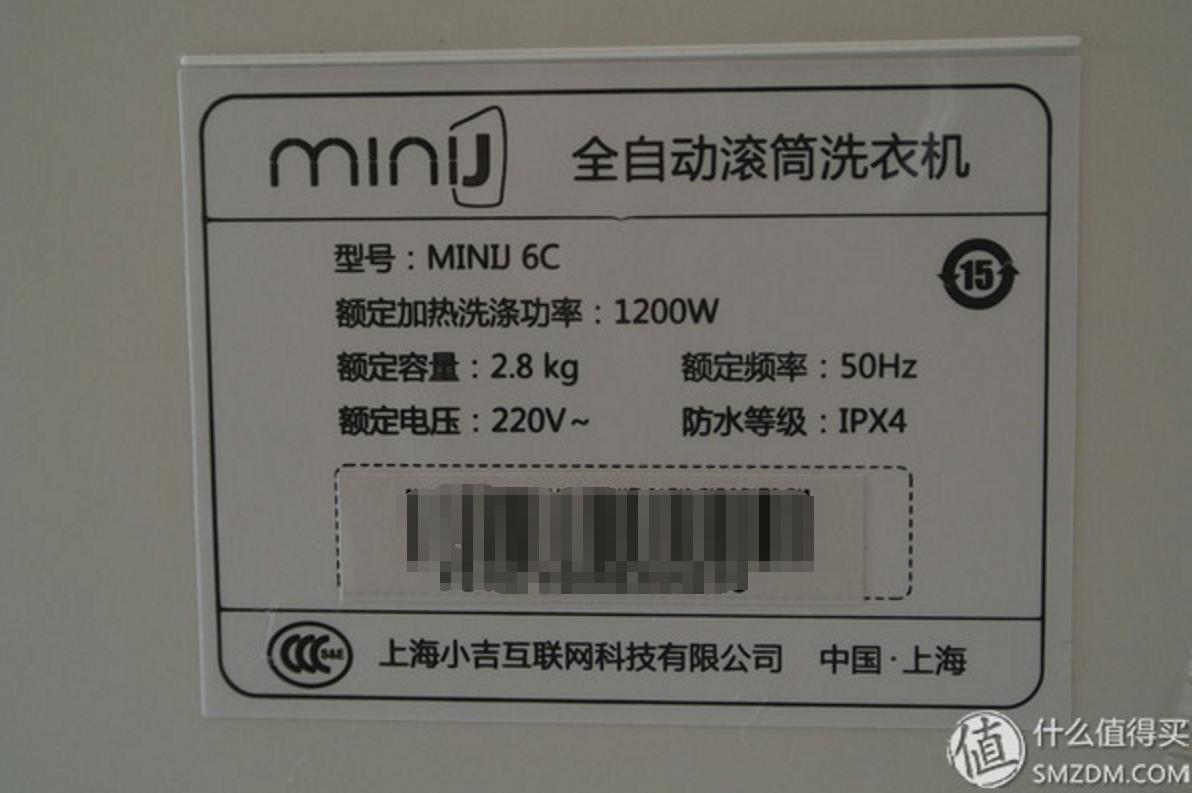 minij 全自动滚筒洗衣机
型号：MINIJ 6C
15
额定加热洗涤功率：1200W
额定容量：2.8 kg 额定频率：50Hz
额定电压：220V~ 防水等级：IPX4
CCC S&E 上海小吉互联网科技有限公司 中国·上海
值 什么值得买
SMZDM.COM